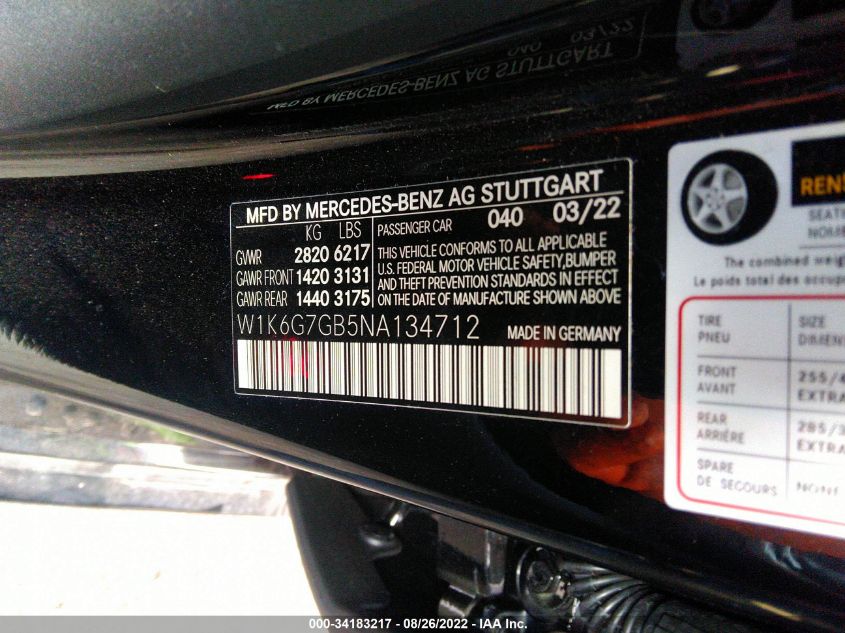 MFD BY MERCEDES-BENZ AG STUTTGART
040 03/22
MFD BY MERCEDES-BENZ AG STUTTGART
KG LBS PASSENGER CAR 040 03/22
GVWR 2820 6217
GAWR FRONT 1420 3131
GAWR REAR 1440 3175
THIS VEHICLE CONFORMS TO ALL APPLICABLE
U.S. FEDERAL MOTOR VEHICLE SAFETY,BUMPER
AND THEFT PREVENTION STANDARDS IN EFFECT
ON THE DATE OF MANUFACTURE SHOWN ABOVE
W1K6G7GB5NA134712 MADE IN GERMANY
The combined
Le poids total des
TIRE SIZE
PNEU
FRONT 255/4
AVANT EXTRA
REAR 285/3
ARRIÈRE EXTRA
SPARE
DE SECOURS NONE
000-34183217 - 08/26/2022 - IAA Inc.